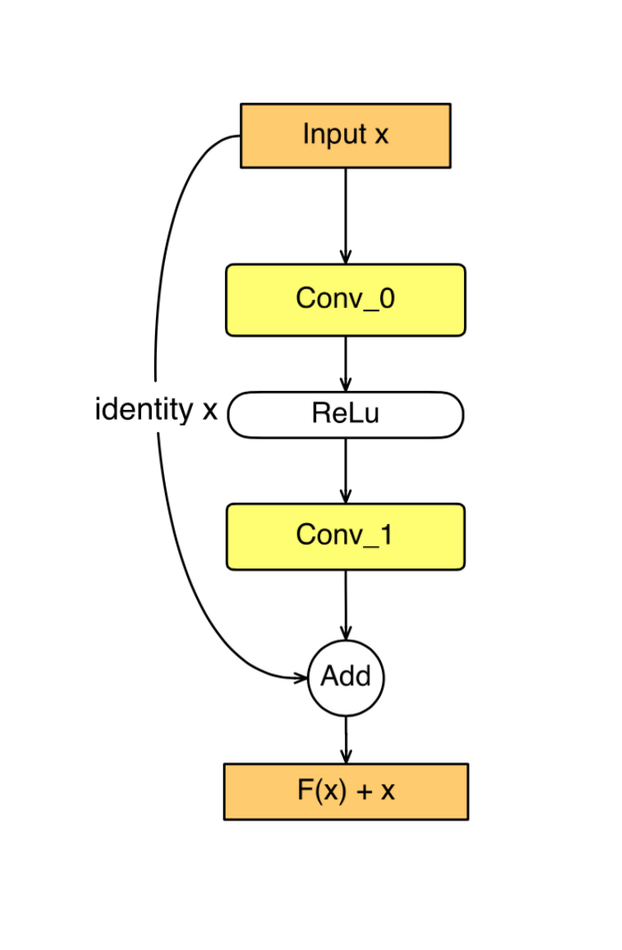 Input x
Conv_0
identity x
ReLu
Conv_1
Add
F(x) + x